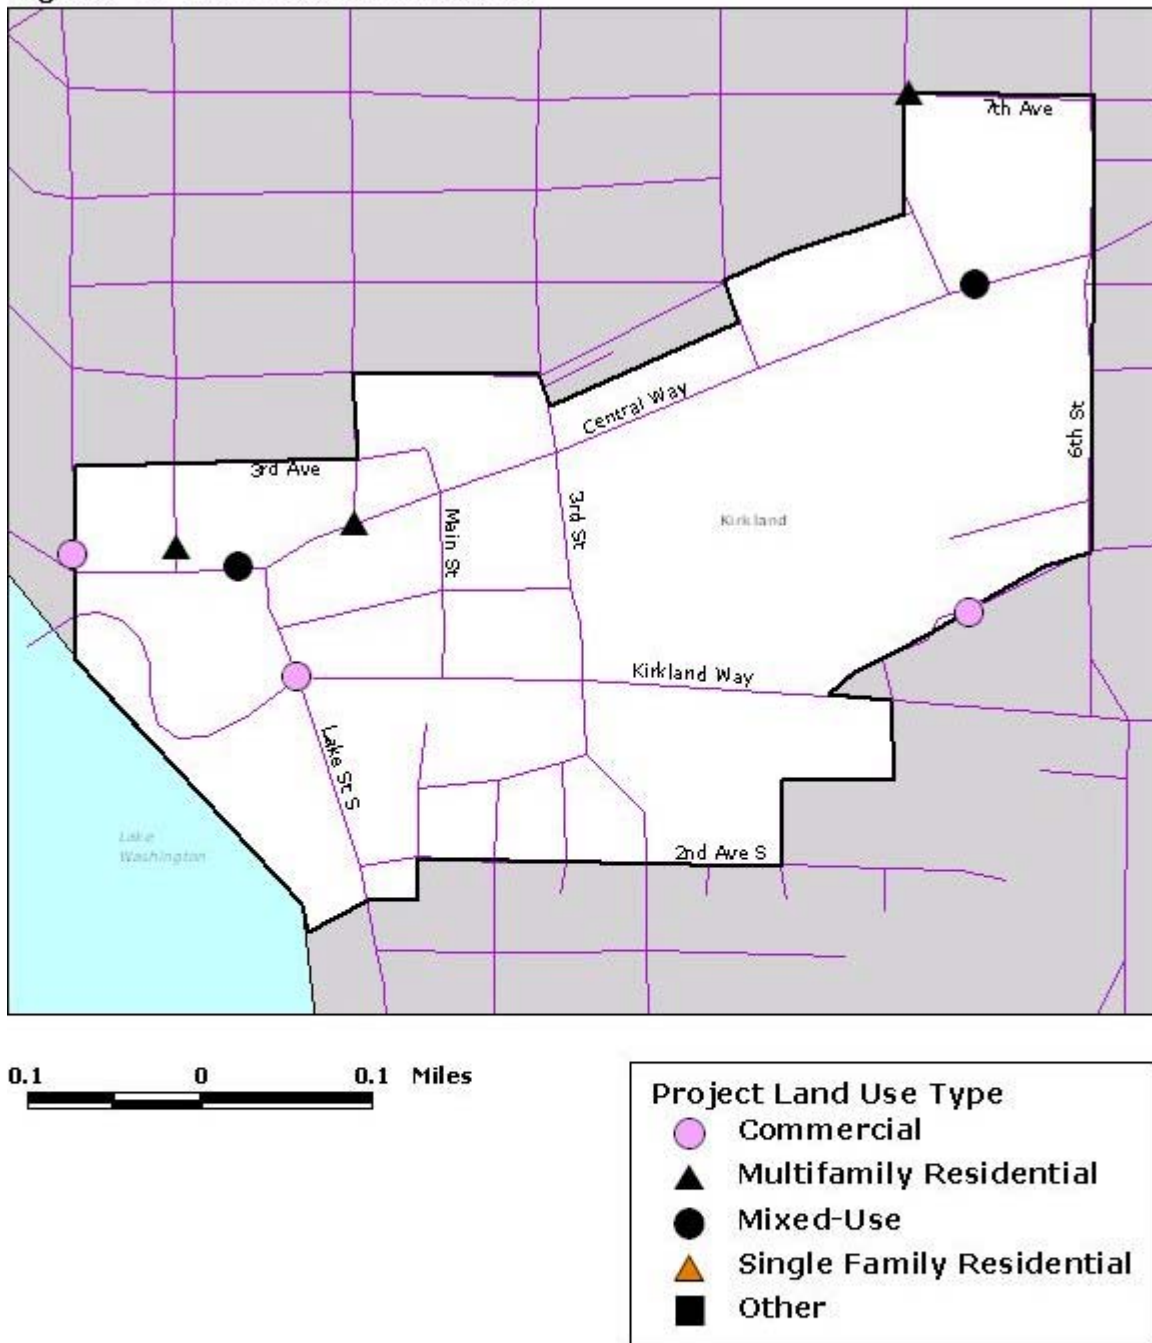 7th Ave
Central Way
6th St
3rd Ave
Main St
3rd St
Kirkland
Kirkland Way
Lake St S
Lake
Washington
2nd Ave S
0.1 0 0.1 Miles
Project Land Use Type
Commercial
Multifamily Residential
Mixed-Use
Single Family Residential
Other